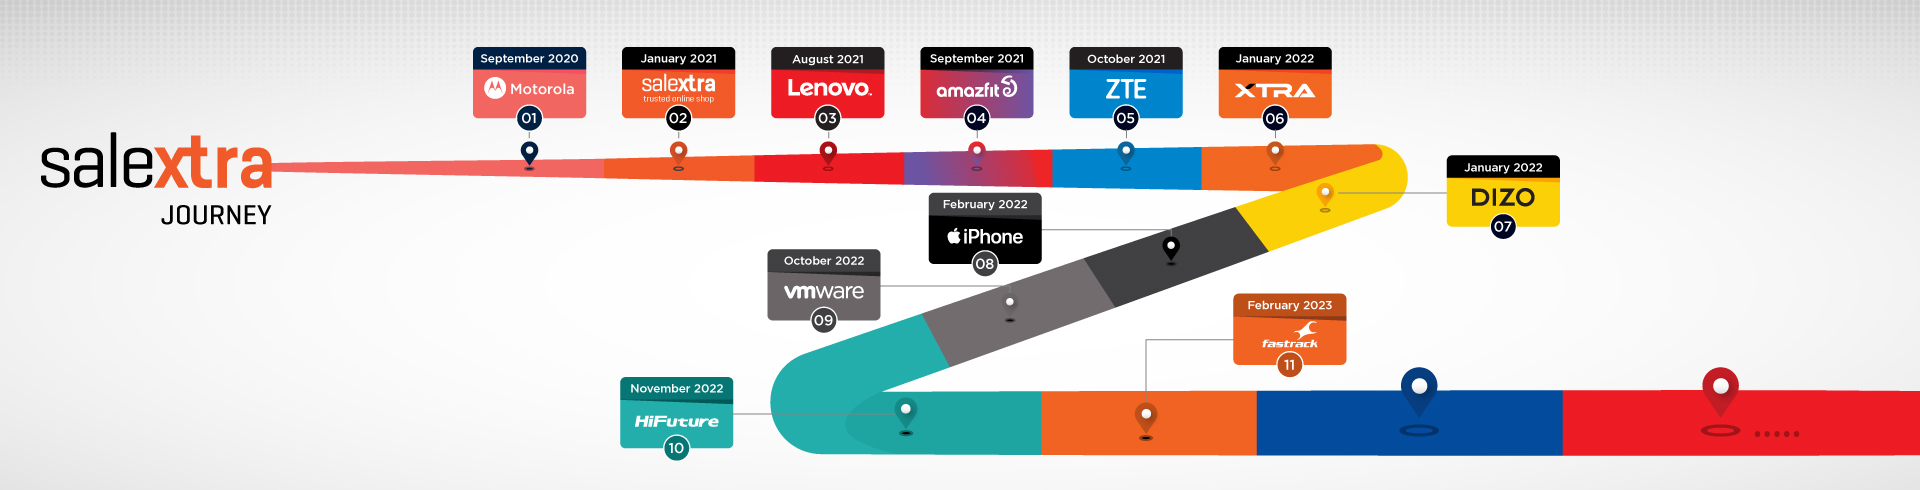 salextra
JOURNEY
September 2020
Motorola
01
January 2021
salextra
trusted online shop
02
August 2021
Lenovo
03
September 2021
amazfit
04
October 2021
ZTE
05
January 2022
XTRA
06
January 2022
DIZO
07
February 2022
iPhone
08
October 2022
vmware
09
November 2022
HiFuture
10
February 2023
fastrack
11